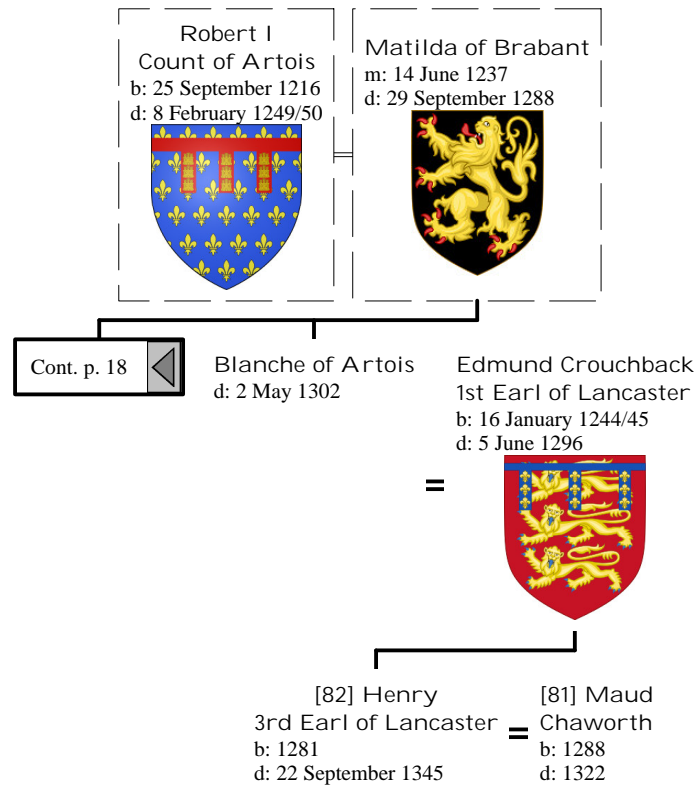 Robert I
Count of Artois
b: 25 September 1216
d: 8 February 1249/50
Matilda of Brabant
m: 14 June 1237
d: 29 September 1288
=
Cont. p. 18
Blanche of Artois
d: 2 May 1302
=
Edmund Crouchback
1st Earl of Lancaster
b: 16 January 1244/45
d: 5 June 1296
[82] Henry
3rd Earl of Lancaster
b: 1281
d: 22 September 1345
=
[81] Maud
Chaworth
b: 1288
d: 1322